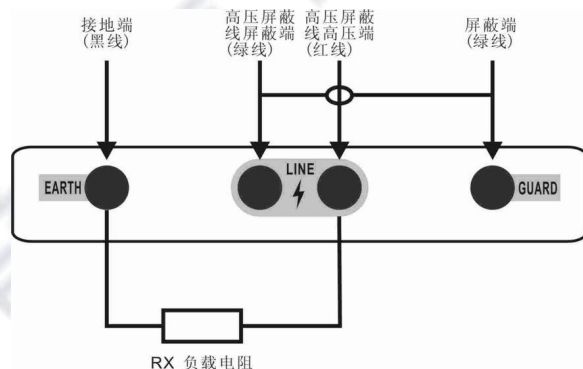 接地端
(黑线)
高压屏蔽
线屏蔽端
(绿线)
高压屏蔽
线高压端
(红线)
屏蔽端
(绿线)
EARTH
LINE
GUARD
RX 负载电阻